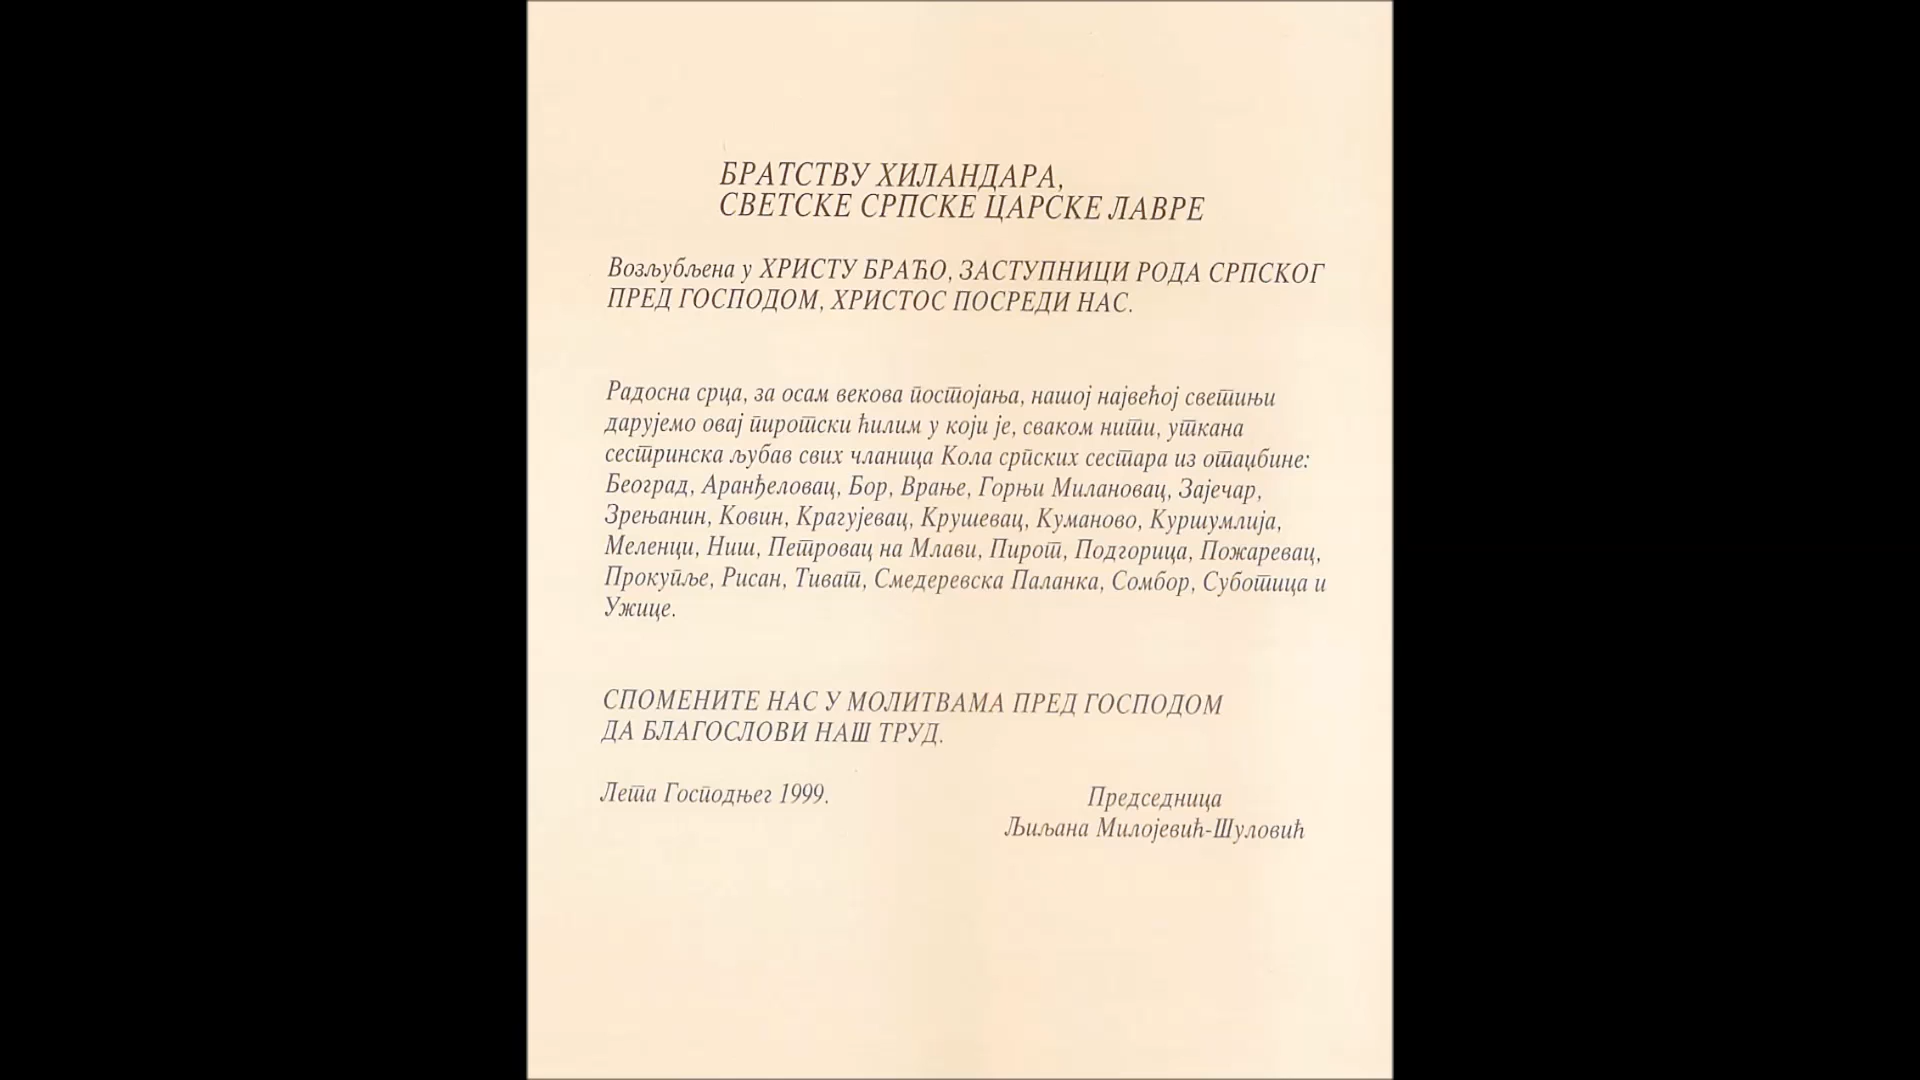 БРАТСТВУ ХИЛАНДАРА,
СВЕТСКЕ СРПСКЕ ЦАРСКЕ ЛАВРЕ
Возљубљена у ХРИСТУ БРАЋО, ЗАСТУПНИЦИ РОДА СРПСКОГ
ПРЕД ГОСПОДОМ, ХРИСТОС ПОСРЕДИ НАС.
Радосна срца, за осам векова постојања, нашој највећој светињи
дарујемо овај пиротски ћилим у који је, сваком нити, уткана
сестринска љубав свих чланица Кола српских сестара из отаџбине:
Београд, Аранђеловац, Бор, Врање, Горњи Милановац, Зајечар,
Зрењанин, Ковин, Крагујевац, Крушевац, Куманово, Куршумлија,
Меленци, Ниш, Петровац на Млави, Пирот, Подгорица, Пожаревац,
Прокупље, Рисан, Тиват, Смедеревска Паланка, Сомбор, Суботица и
Ужице.
СПОМЕНИТЕ НАС У МОЛИТВАМА ПРЕД ГОСПОДОМ
ДА БЛАГОСЛОВИ НАШ ТРУД.
Лета Господњег 1999.
Председница
Љиљана Милојевић-Шуловић